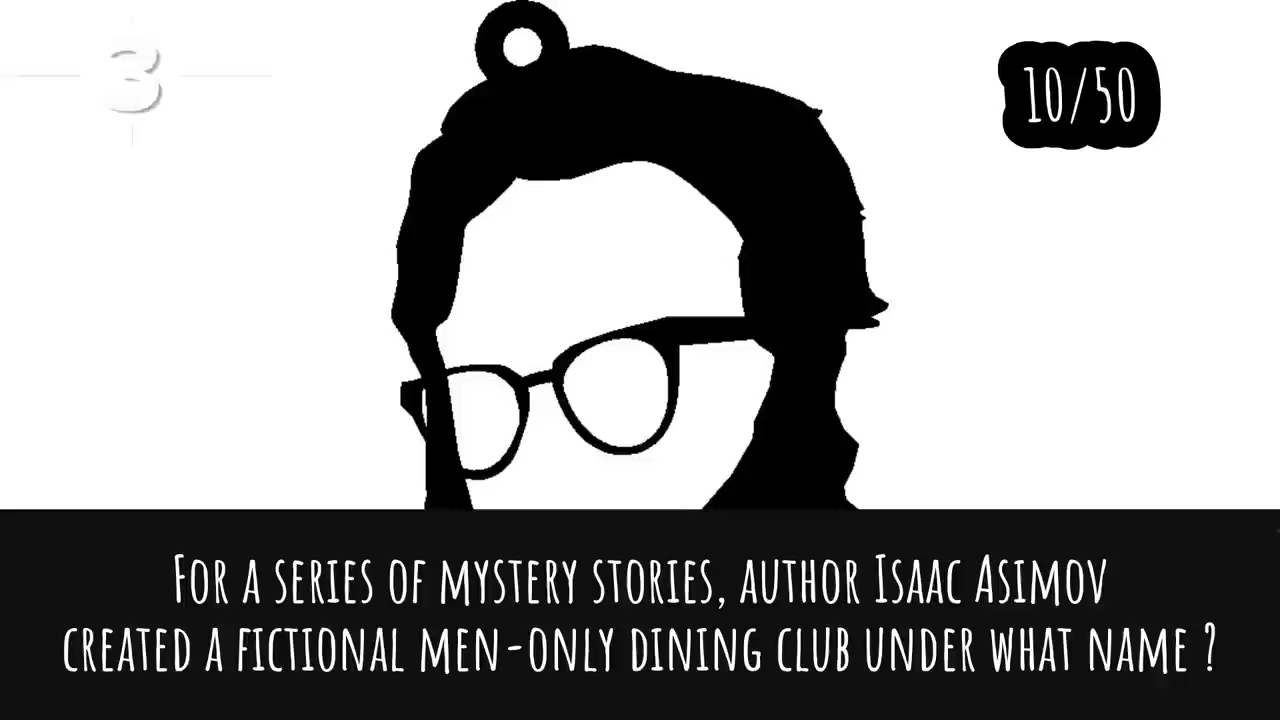 3
10/50
For a series of mystery stories, author Isaac Asimov
created a fictional men-only dining club under what name ?